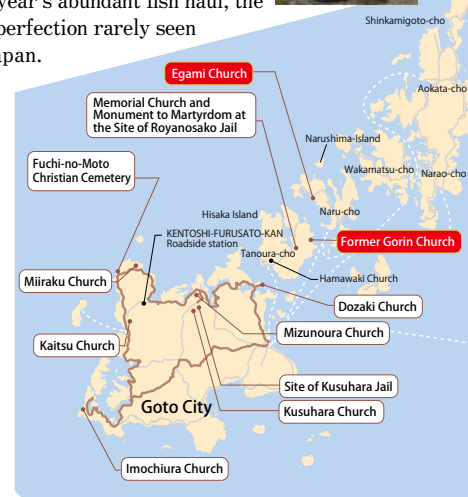 year's abundant fish haul, the
perfection rarely seen
pan.
Shinkamigoto-cho
Egami Church
Aokata-cho
Memorial Church and
Monument to Martyrdom at
the Site of Royanosako Jail
Narushima-Island
Wakamatsu-cho
Narao-cho
Fuchi-no-Moto
Christian Cemetery
Naru-cho
Hisaka Island
KENTOSHI-FURUSATO-KAN
Roadside station
Former Gorin Church
Tanoura-cho
Hamawaki Church
Miiraku Church
Dozaki Church
Mizunoura Church
Kaitsu Church
Site of Kusuhara Jail
Goto City
Kusuhara Church
Imochiura Church